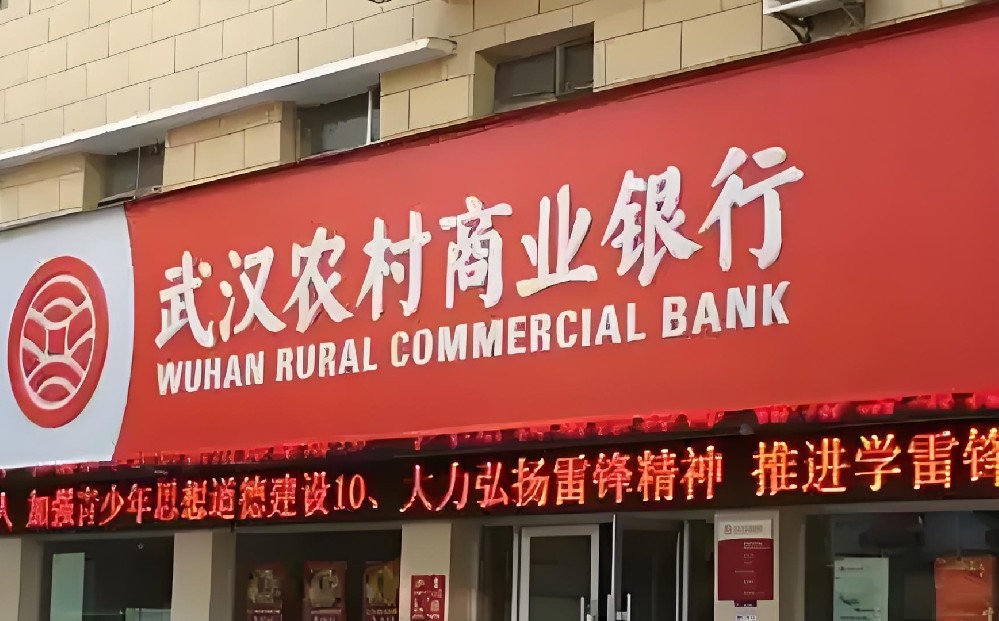 武汉农村商业银行
WUHAN RURAL COMMERCIAL BANK
人 加强青少年思想道德建设10、大力弘扬雷锋精神 推进学雷锋